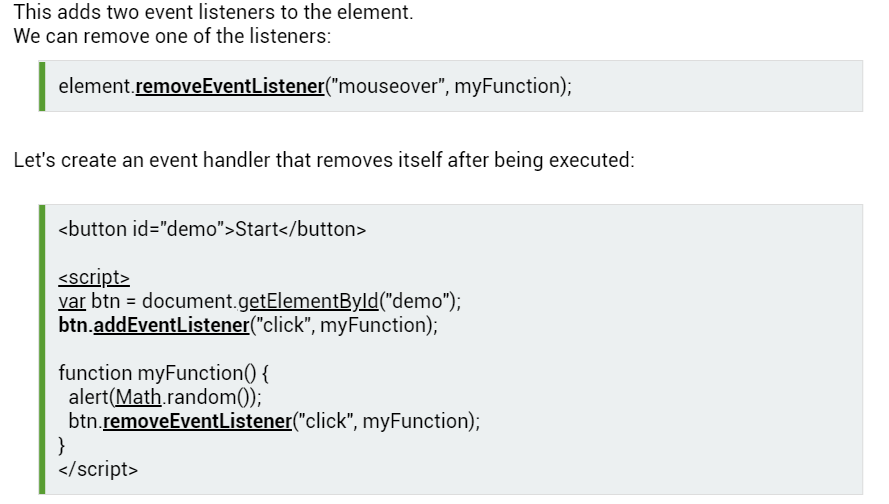 This adds two event listeners to the element.
We can remove one of the listeners:
element.removeEventListener("mouseover", myFunction);
Let's create an event handler that removes itself after being executed:
<button id="demo">Start</button>
<script>
var btn = document.getElementById("demo");
btn.addEventListener("click", myFunction);
function myFunction() {
alert(Math.random());
btn.removeEventListener("click", myFunction);
}
</script>